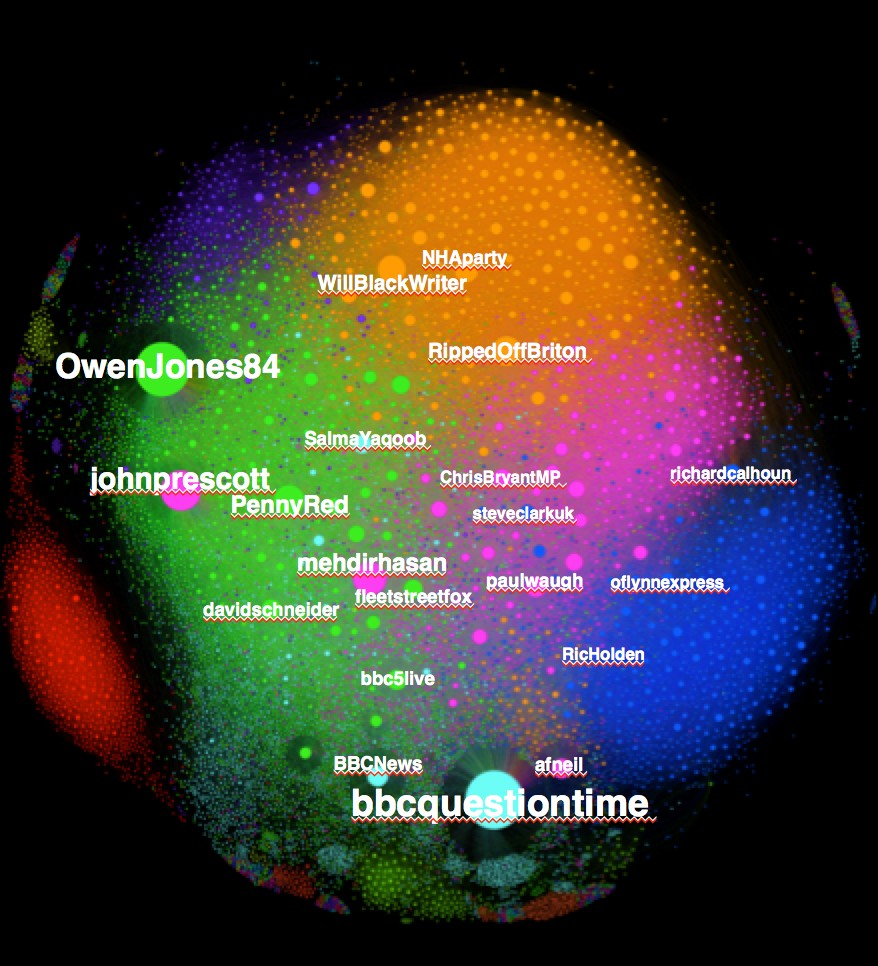 NHAparty
WillBlackWriter
RippedOffBriton
OwenJones84
SalmaYaqoob
johnprescott
ChrisBryantMP
richardcalhoun
PennyRed
steveclarkuk
mehdirhasan
paulwaugh
oflynnexpress
fleetstreetfox
davidschneider
RicHolden
bbc5live
BBCNews
afneil
bbcquestiontime